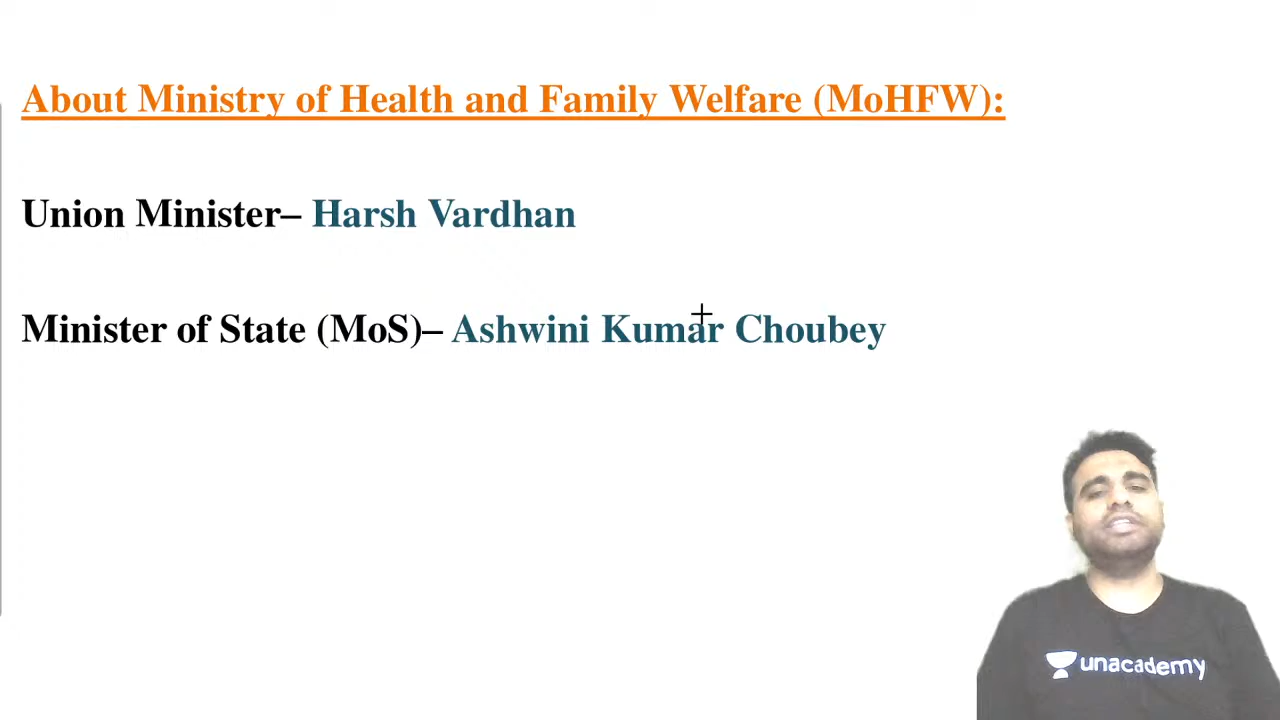 About Ministry of Health and Family Welfare (MoHFW):
Union Minister– Harsh Vardhan
Minister of State (MoS)– Ashwini Kumar Choubey
unacademy